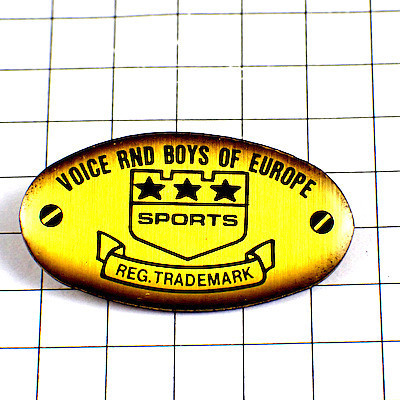 VOICE RND BOYS OF EUROPE
SPORTS
REG. TRADEMARK